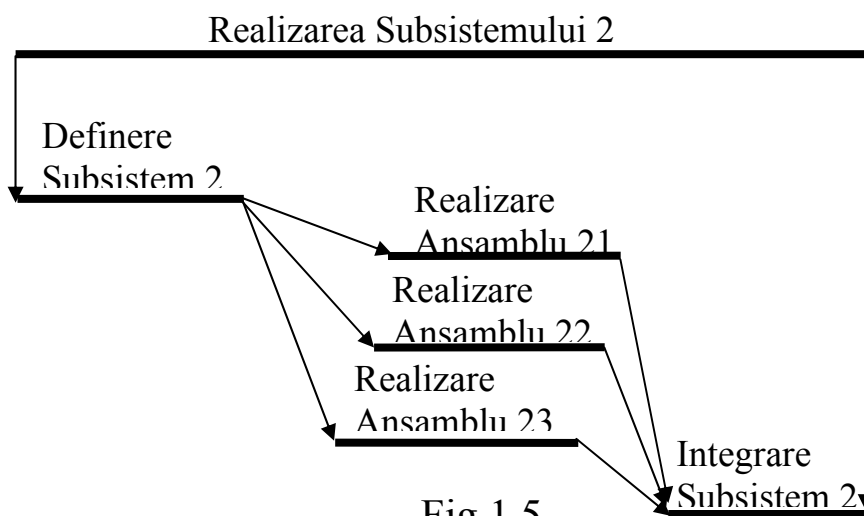 Realizarea Subsistemului 2
Definere
Subsistem 2
Realizare
Ansamblu 21
Realizare
Ansamblu 22
Realizare
Ansamblu 23
Integrare
Subsistem 2
Fig 1.5